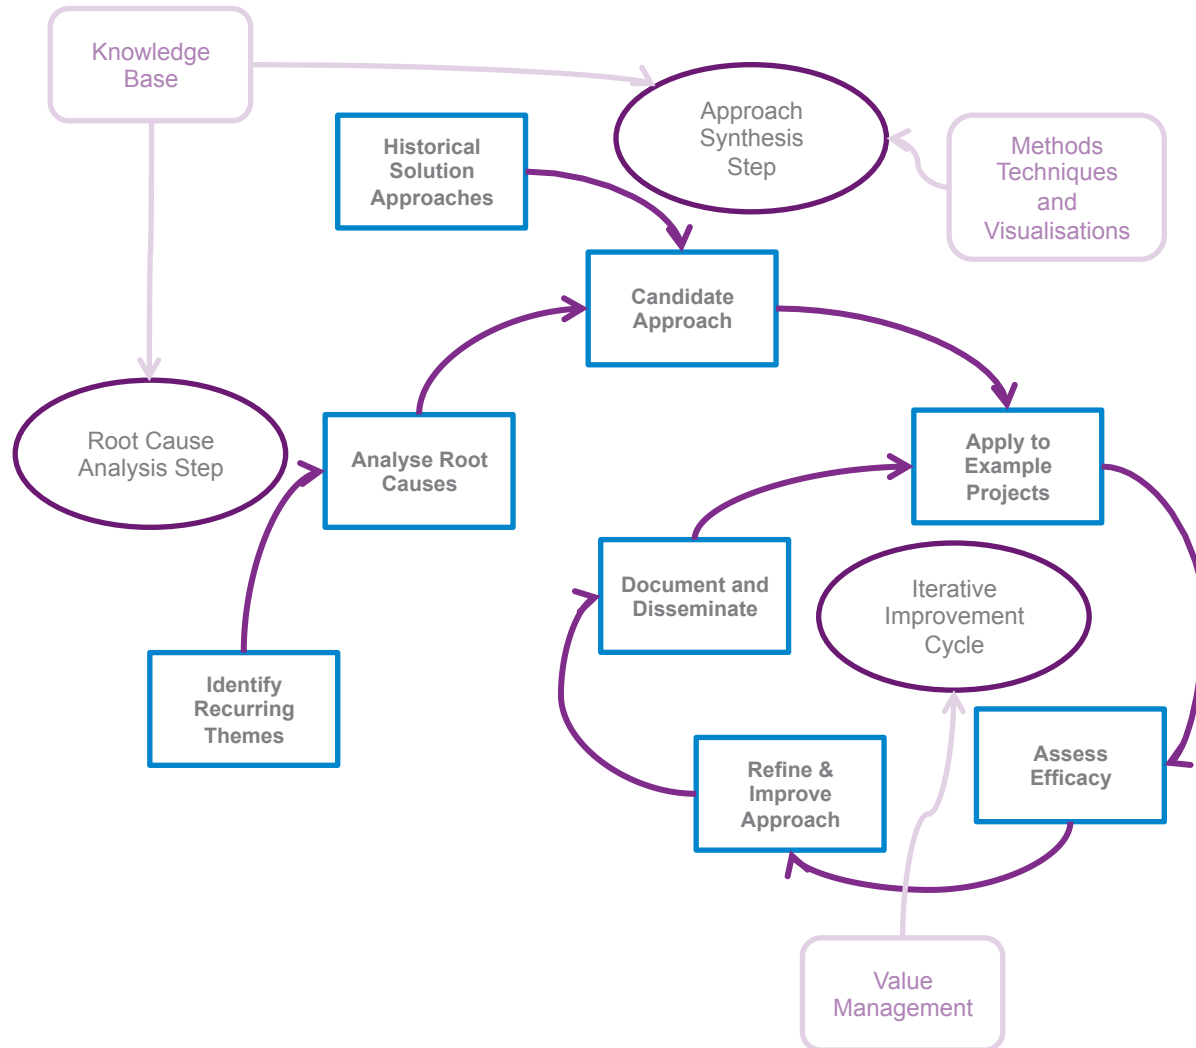 Knowledge
Base
Approach
Synthesis
Step
Methods
Techniques
and
Visualisations
Historical
Solution
Approaches
Candidate
Approach
Root Cause
Analysis Step
Analyse Root
Causes
Apply to
Example
Projects
Document and
Disseminate
Iterative
Improvement
Cycle
Identify
Recurring
Themes
Refine &
Improve
Approach
Assess
Efficacy
Value
Management